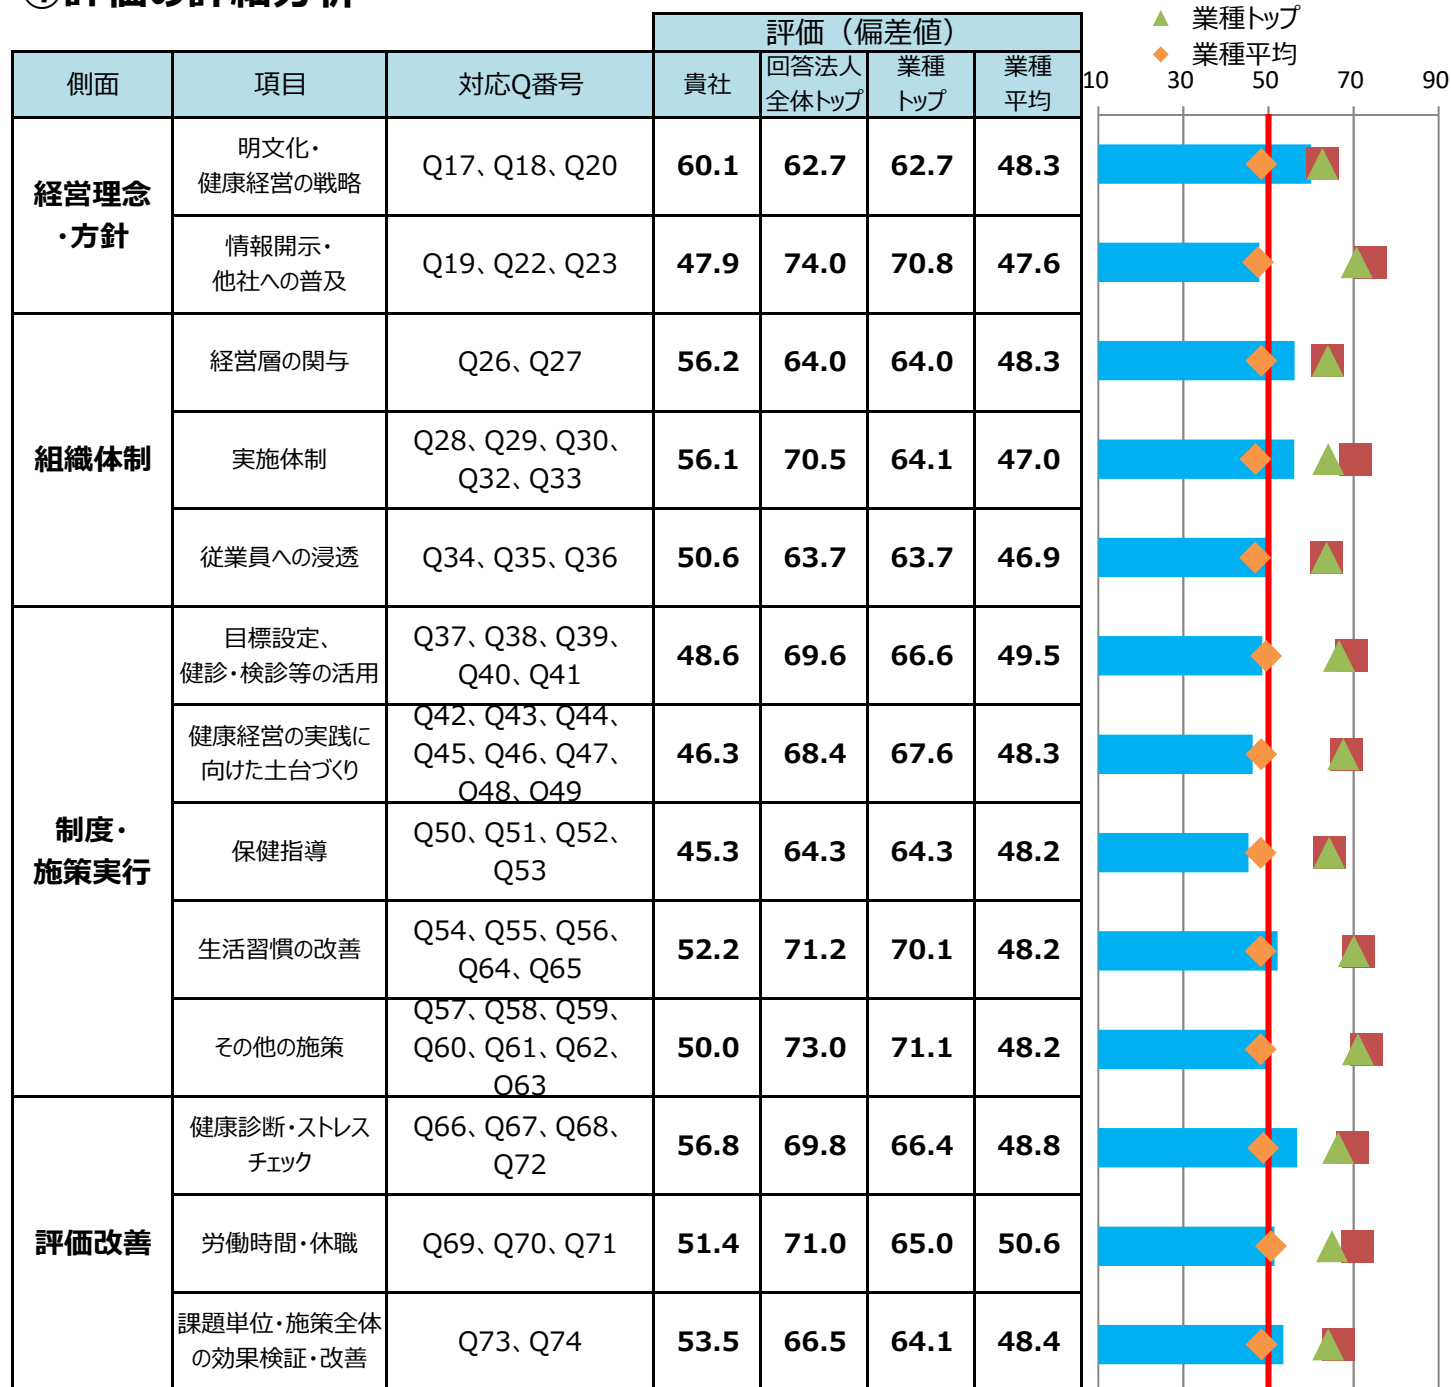 ①評価の詳細分析
評価（偏差値）
▲ 業種トップ
◆ 業種平均
側面 項目 対応Q番号 貴社 回答法人全体トップ 業種トップ 業種平均
10 30 50 70 90
経営理念・方針
明文化・
健康経営の戦略
Q17、Q18、Q20 60.1 62.7 62.7 48.3
情報開示・
他社への普及
Q19、Q22、Q23 47.9 74.0 70.8 47.6
組織体制
経営層の関与 Q26、Q27 56.2 64.0 64.0 48.3
実施体制
Q28、Q29、Q30、
Q32、Q33
56.1 70.5 64.1 47.0
従業員への浸透 Q34、Q35、Q36 50.6 63.7 63.7 46.9
制度・
施策実行
目標設定、
健診・検診等の活用
Q37、Q38、Q39、
Q40、Q41
48.6 69.6 66.6 49.5
健康経営の実践に
向けた土台づくり
Q42、Q43、Q44、
Q45、Q46、Q47、
Q48、Q49
46.3 68.4 67.6 48.3
保健指導
Q50、Q51、Q52、
Q53
45.3 64.3 64.3 48.2
生活習慣の改善
Q54、Q55、Q56、
Q64、Q65
52.2 71.2 70.1 48.2
その他の施策
Q57、Q58、Q59、
Q60、Q61、Q62、
Q63
50.0 73.0 71.1 48.2
評価改善
健康診断・ストレス
チェック
Q66、Q67、Q68、
Q72
56.8 69.8 66.4 48.8
労働時間・休職 Q69、Q70、Q71 51.4 71.0 65.0 50.6
課題単位・施策全体
の効果検証・改善
Q73、Q74 53.5 66.5 64.1 48.4